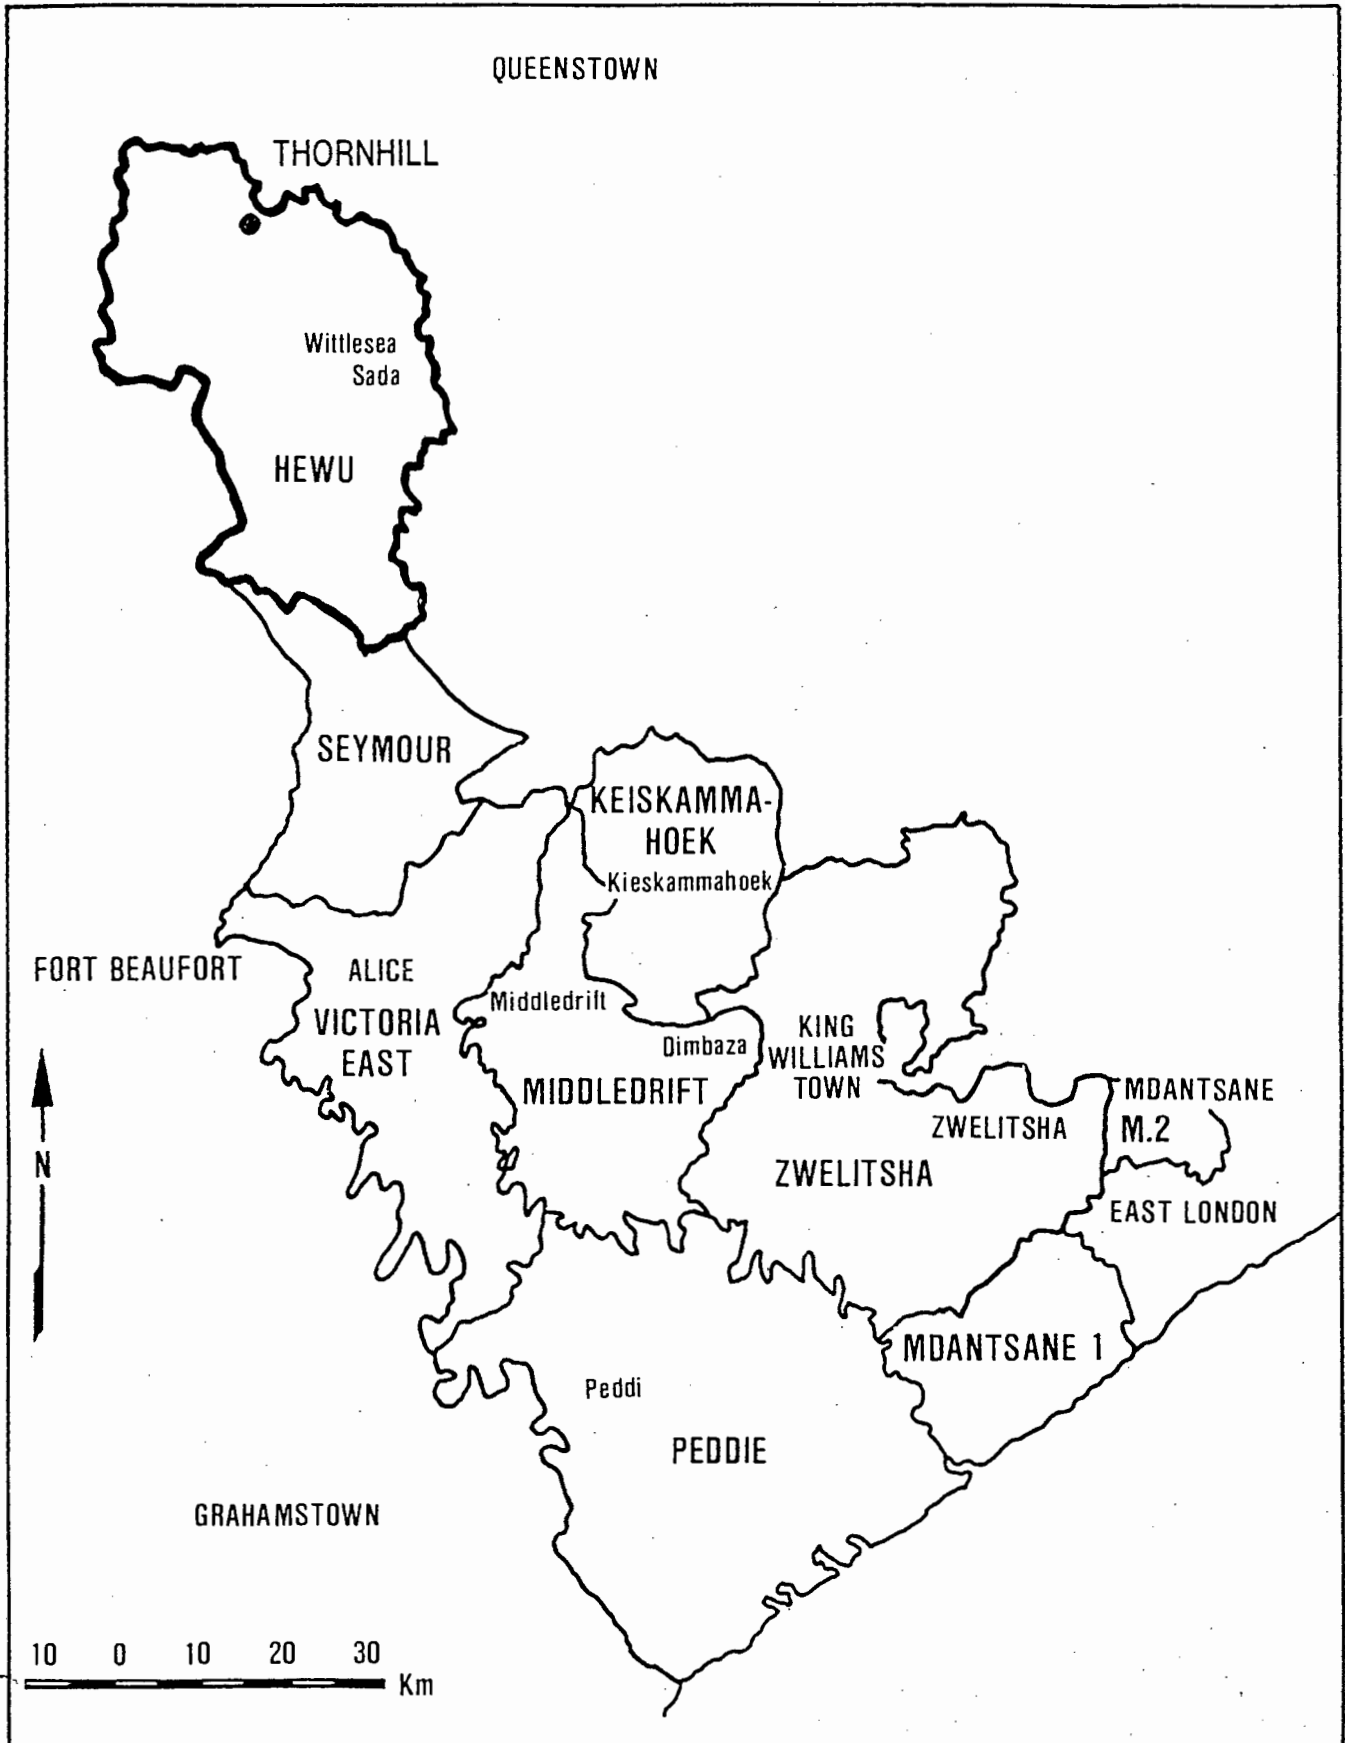 QUEENSTOWN
THORNHILL
Wittlesea
Sada
HEWU
SEYMOUR
KEISKAMMA-
HOEK
Kieskammahoek
FORT BEAUFORT
ALICE
VICTORIA
EAST
Middledrift
Dimbaza
MIDDLEDRIFT
KING
WILLIAMS
TOWN
MDANTSANE
M.2
ZWELITSHA
ZWELITSHA
EAST LONDON
N
MDANTSANE 1
Peddi
PEDDIE
GRAHAMSTOWN
10 0 10 20 30
Km